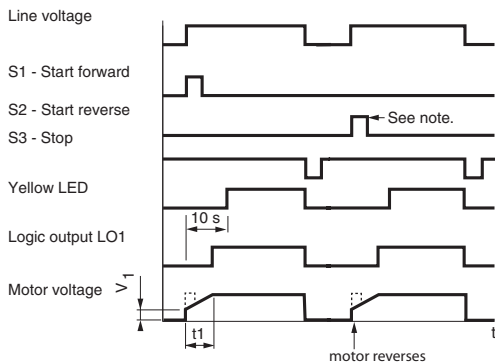 Line voltage
S1 - Start forward
S2 - Start reverse
See note.
S3 - Stop
Yellow LED
10 s
Logic output LO1
Motor voltage
V1
t1
t
motor reverses